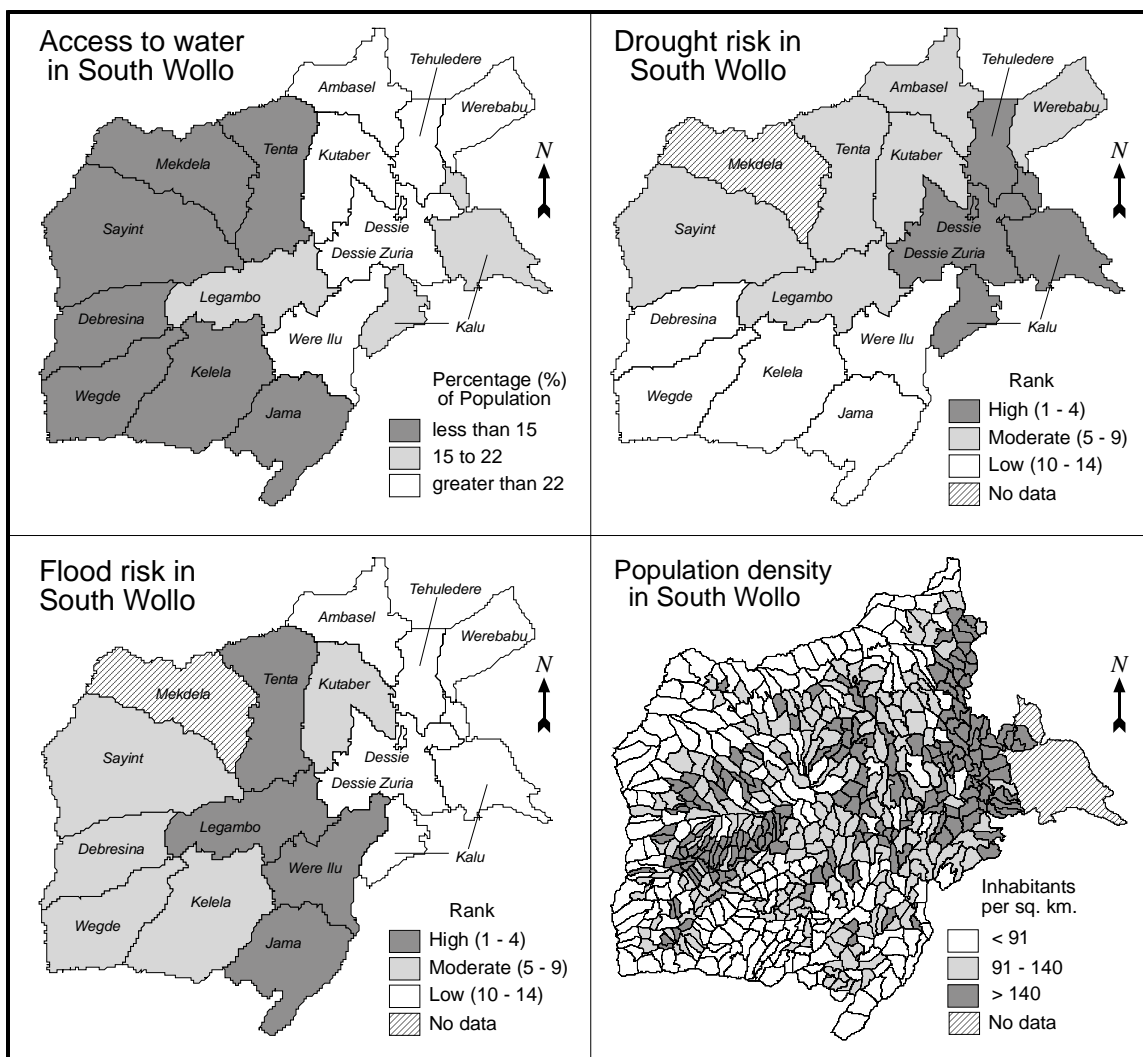 Access to water
in South Wollo
Ambasel
Tehuledere
Werebabu
Mekdela
Tenta
Kutaber
N
Sayint
Dessie
Dessie Zuria
Legambo
Debresina
Kalu
Were Ilu
Wegde
Kelela
Jama
Percentage (%)
of Population
less than 15
15 to 22
greater than 22
Drought risk in
South Wollo
Tehuledere
Ambasel
Werebabu
Mekdela
Tenta
Kutaber
N
Sayint
Dessie
Dessie Zuria
Legambo
Debresina
Kalu
Were Ilu
Wegde
Kelela
Jama
Rank
High (1 - 4)
Moderate (5 - 9)
Low (10 - 14)
No data
Flood risk in
South Wollo
Tehuledere
Ambasel
Werebabu
Mekdela
Tenta
Kutaber
N
Sayint
Dessie
Dessie Zuria
Legambo
Debresina
Kalu
Were Ilu
Wegde
Kelela
Jama
Rank
High (1 - 4)
Moderate (5 - 9)
Low (10 - 14)
No data
Population density
in South Wollo
N
Inhabitants
per sq. km.
< 91
91 - 140
> 140
No data